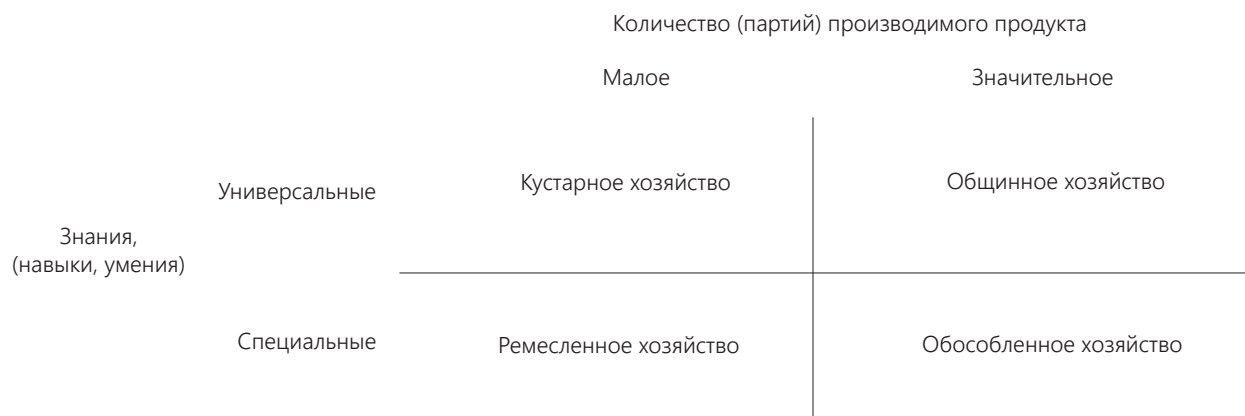 Количество (партий) производимого продукта
Малое Значительное
Универсальные Кустарное хозяйство Общинное хозяйство
Знания,
(навыки, умения)
Специальные Ремесленное хозяйство Обособленное хозяйство